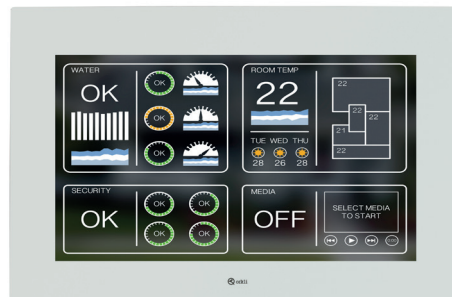 WATER
OK
OK
OK
OK
ROOM TEMP
22
TUE WED THU
28 26 28
22
22
21
22
22
SECURITY
OK
OK
OK
OK
OK
MEDIA
OFF
SELECT MEDIA
TO START